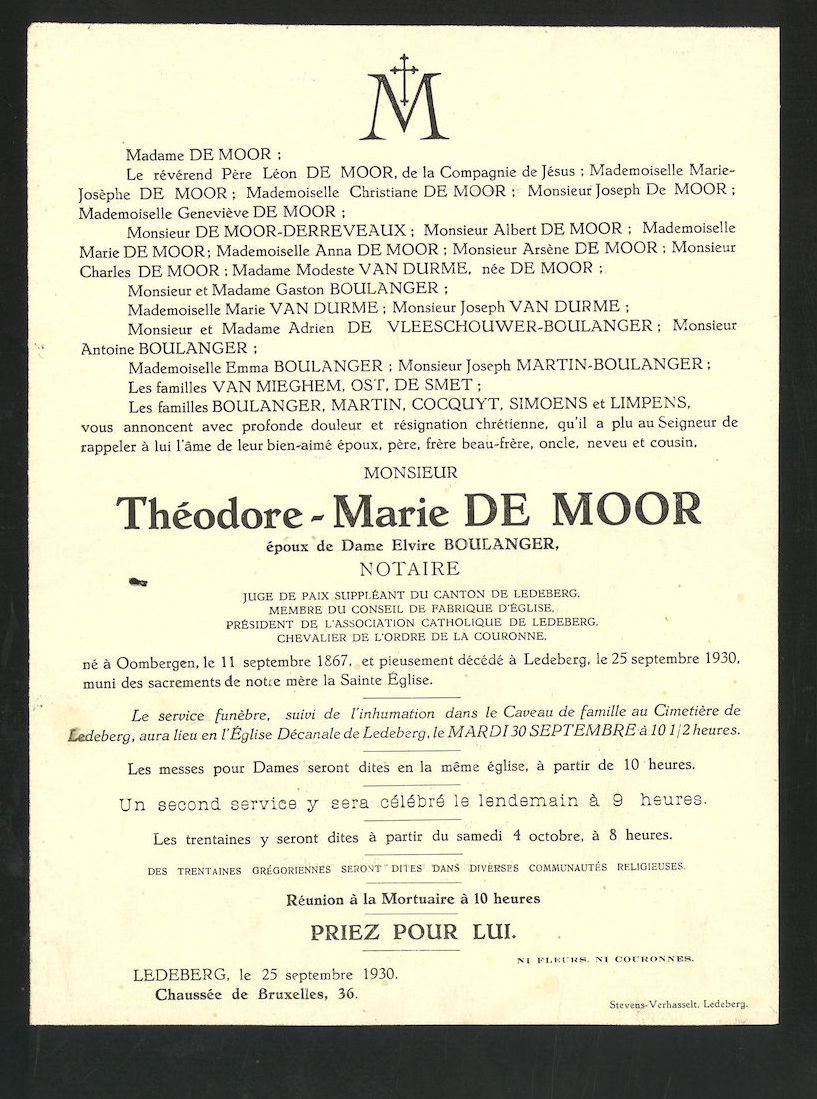 M
Madame DE MOOR ;
Le révérend Père Léon DE MOOR, de la Compagnie de Jésus ; Mademoiselle Marie-
Josèphe DE MOOR ; Mademoiselle Christiane DE MOOR ; Monsieur Joseph De MOOR ;
Mademoiselle Geneviève DE MOOR ;
Monsieur DE MOOR-DERREVEAUX ; Monsieur Albert DE MOOR ; Mademoiselle
Marie DE MOOR; Mademoiselle Anna DE MOOR ; Monsieur Arsène DE MOOR ; Monsieur
Charles DE MOOR ; Madame Modeste VAN DURME, née DE MOOR ;
Monsieur et Madame Gaston BOULANGER ;
Mademoiselle Marie VAN DURME ; Monsieur Joseph VAN DURME ;
Monsieur et Madame Adrien DE VLEESCHOUWER-BOULANGER ; Monsieur
Antoine BOULANGER ;
Mademoiselle Emma BOULANGER ; Monsieur Joseph MARTIN-BOULANGER ;
Les familles VAN MIEGHEM, OST, DE SMET ;
Les familles BOULANGER, MARTIN, COCQUYT, SIMOENS et LIMPENS,
vous annoncent avec profonde douleur et résignation chrétienne, qu'il a plu au Seigneur de
rappeler à lui l'âme de leur bien-aimé époux, père, frère beau-frère, oncle, neveu et cousin,
MONSIEUR
Théodore-Marie DE MOOR
époux de Dame Elvire BOULANGER,
NOTAIRE
JUGE DE PAIX SUPPLÉANT DU CANTON DE LEDEBERG,
MEMBRE DU CONSEIL DE FABRIQUE D'ÉGLISE,
PRÉSIDENT DE L'ASSOCIATION CATHOLIQUE DE LEDEBERG,
CHEVALIER DE L'ORDRE DE LA COURONNE,
né à Oombergen, le 11 septembre 1867, et pieusement décédé à Ledeberg, le 25 septembre 1930,
muni des sacrements de notre mère la Sainte Église.
Le service funèbre, suivi de l'inhumation dans le Caveau de famille au Cimetière de
Ledeberg, aura lieu en l'Église Décanale de Ledeberg, le MARDI 30 SEPTEMBRE à 10 1/2 heures.
Les messes pour Dames seront dites en la même église, à partir de 10 heures.
Un second service y sera célébré le lendemain à 9 heures.
Les trentaines y seront dites à partir du samedi 4 octobre, à 8 heures.
DES TRENTAINES GRÉGORIENNES SERONT DITES DANS DIVERSES COMMUNAUTÉS RELIGIEUSES.
Réunion à la Mortuaire à 10 heures
PRIEZ POUR LUI.
NI FLEURS, NI COURONNES.
LEDEBERG, le 25 septembre 1930.
Chaussée de Bruxelles, 36.
Stevens-Verhasselt, Ledeberg.